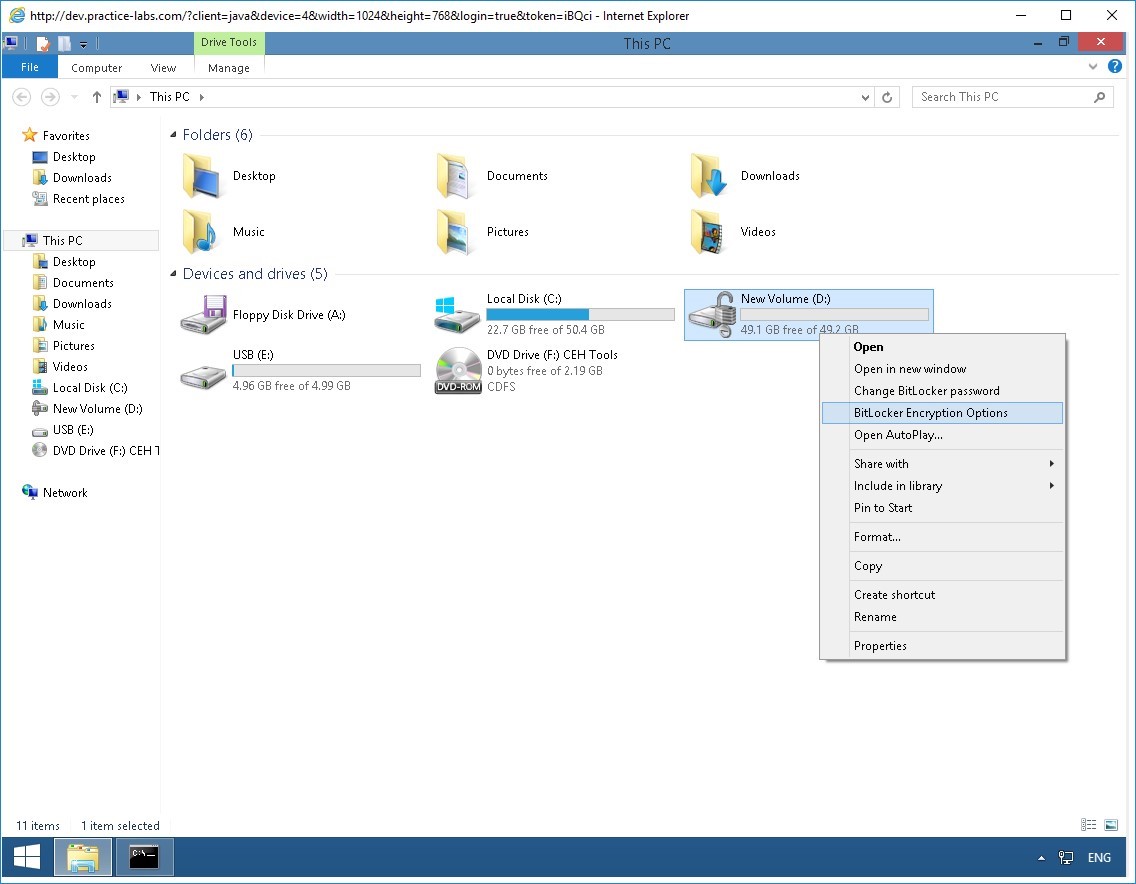 http://dev.practice-labs.com/?client=java&device=4&width=1024&height=768&login=true&token=iBQci - Internet Explorer
Drive Tools
This PC
File
Computer
View
Manage
This PC
Search This PC
Favorites
Desktop
Downloads
Recent places
This PC
Desktop
Documents
Downloads
Music
Pictures
Videos
Local Disk (C:)
New Volume (D:)
USB (E:)
DVD Drive (F:) CEH T
Network
Folders (6)
Desktop
Documents
Downloads
Music
Pictures
Videos
Devices and drives (5)
Floppy Disk Drive (A:)
Local Disk (C:)
22.7 GB free of 50.4 GB
New Volume (D:)
49.1 GB free of 49.2 GB
USB (E:)
4.96 GB free of 4.99 GB
DVD Drive (F:) CEH Tools
0 bytes free of 2.19 GB
CDFS
DVD-ROM
Open
Open in new window
Change BitLocker password
BitLocker Encryption Options
Open AutoPlay...
Share with
Include in library
Pin to Start
Format...
Copy
Create shortcut
Rename
Properties
11 items
1 item selected
C:\_
ENG